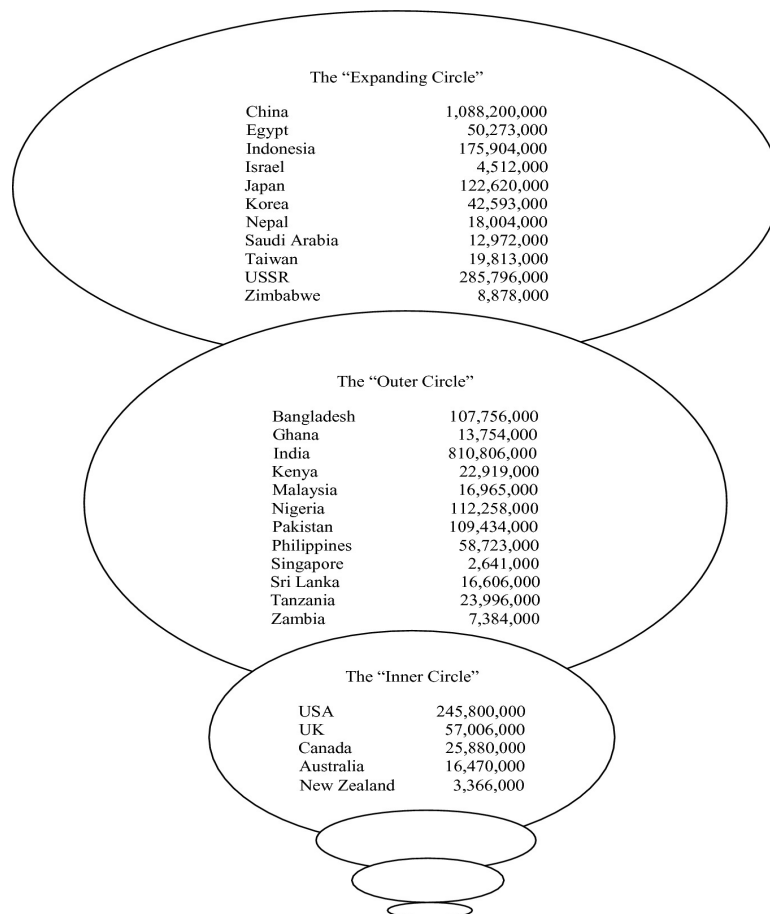 The “Expanding Circle”
China 1,088,200,000
Egypt 50,273,000
Indonesia 175,904,000
Israel 4,512,000
Japan 122,620,000
Korea 42,593,000
Nepal 18,004,000
Saudi Arabia 12,972,000
Taiwan 19,813,000
USSR 285,796,000
Zimbabwe 8,878,000
The “Outer Circle”
Bangladesh 107,756,000
Ghana 13,754,000
India 810,806,000
Kenya 22,919,000
Malaysia 16,965,000
Nigeria 112,258,000
Pakistan 109,434,000
Philippines 58,723,000
Singapore 2,641,000
Sri Lanka 16,606,000
Tanzania 23,996,000
Zambia 7,384,000
The “Inner Circle”
USA 245,800,000
UK 57,006,000
Canada 25,880,000
Australia 16,470,000
New Zealand 3,366,000